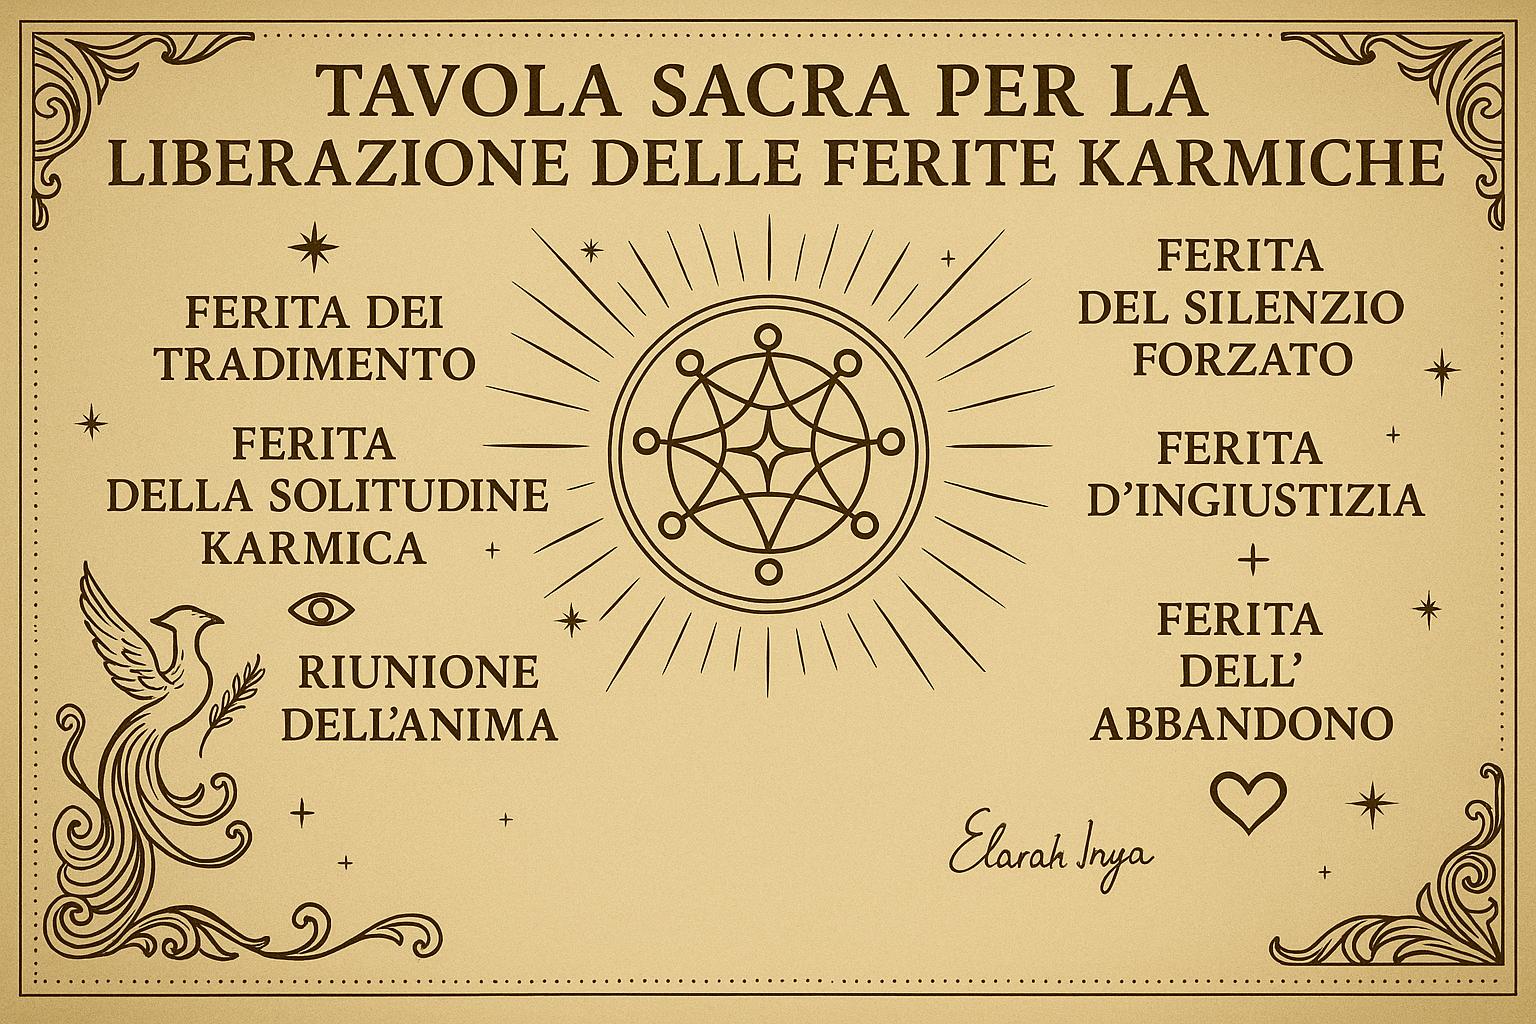 TAVOLA SACRA PER LA
LIBERAZIONE DELLE FERITE KARMICHE
FERITA DEI
TRADIMENTO
FERITA
DELLA SOLITUDINE
KARMICA
RIUNIONE
DELL'ANIMA
FERITA
DEL SILENZIO
FORZATO
FERITA
D'INGIUSTIZIA
FERITA
DELL'
ABBANDONO
Elarah Inya